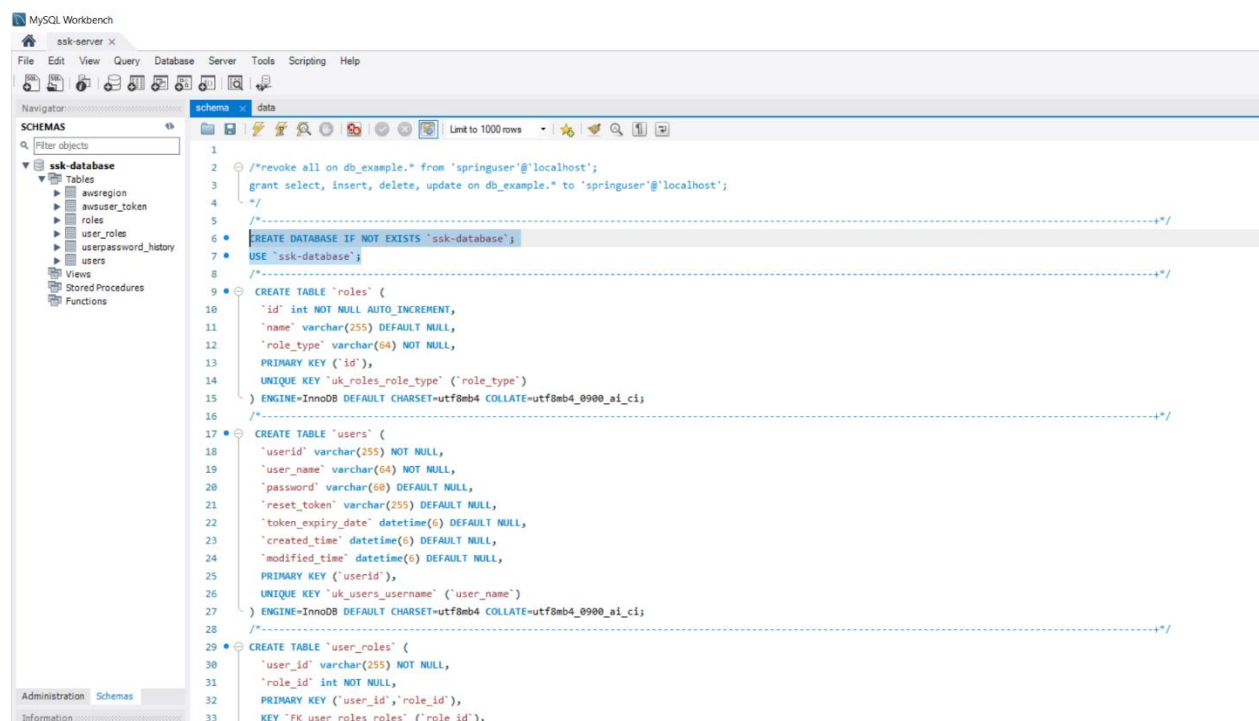 MySQL Workbench
ssk-server ×
File Edit View Query Database Server Tools Scripting Help
Navigator
schema × data
SCHEMAS
Limit to 1000 rows
Filter objects
ssk-database
Tables
awsregion
awsuser_token
roles
user_roles
userpassword_history
users
Views
Stored Procedures
Functions
1
2 /*revoke all on db_example.* from 'springuser'@'localhost';
3 grant select, insert, delete, update on db_example.* to 'springuser'@'localhost';
4 */
5 /*-----------------------------------------------------------+*/
6 CREATE DATABASE IF NOT EXISTS `ssk-database`;
7 USE `ssk-database`;
8 /*-----------------------------------------------------------+*/
9 CREATE TABLE `roles` (
10 `id` int NOT NULL AUTO_INCREMENT,
11 `name` varchar(255) DEFAULT NULL,
12 `role_type` varchar(64) NOT NULL,
13 PRIMARY KEY (`id`),
14 UNIQUE KEY `uk_roles_role_type` (`role_type`)
15 ) ENGINE=InnoDB DEFAULT CHARSET=utf8mb4 COLLATE=utf8mb4_0900_ai_ci;
16 /*-----------------------------------------------------------+*/
17 CREATE TABLE `users` (
18 `userid` varchar(255) NOT NULL,
19 `user_name` varchar(64) NOT NULL,
20 `password` varchar(60) DEFAULT NULL,
21 `reset_token` varchar(255) DEFAULT NULL,
22 `token_expiry_date` datetime(6) DEFAULT NULL,
23 `created_time` datetime(6) DEFAULT NULL,
24 `modified_time` datetime(6) DEFAULT NULL,
25 PRIMARY KEY (`userid`),
26 UNIQUE KEY `uk_users_username` (`user_name`)
27 ) ENGINE=InnoDB DEFAULT CHARSET=utf8mb4 COLLATE=utf8mb4_0900_ai_ci;
28 /*-----------------------------------------------------------+*/
29 CREATE TABLE `user_roles` (
30 `user_id` varchar(255) NOT NULL,
31 `role_id` int NOT NULL,
32 PRIMARY KEY (`user_id`,`role_id`),
33 KEY `FK_user_roles_roles` (`role_id`),
Administration Schemas
Information